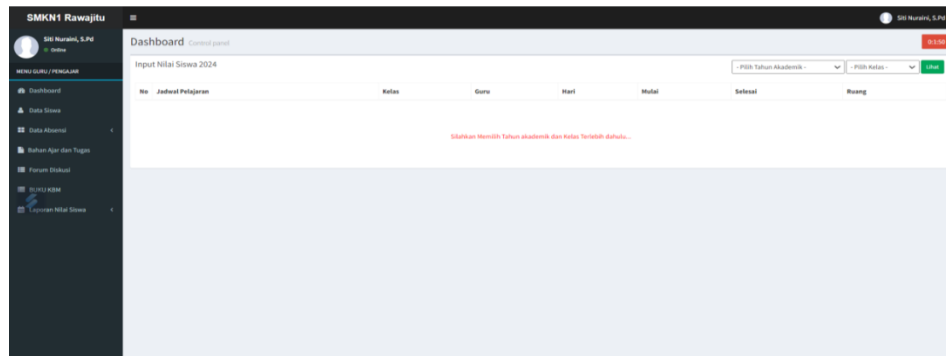 SMKN1 Rawajitu
Siti Nuraini, S.Pd
Siti Nuraini, S.Pd
Online
Dashboard Control panel
MENU GURU / PENGAJAR
Input Nilai Siswa 2024
- Pilih Tahun Akademik -
- Pilih Kelas -
Lihat
Dashboard
No Jadwal Pelajaran Kelas Guru Hari Mulai Selesai Ruang
Data Siswa
Data Absensi
Silahkan Memilih Tahun akademik dan Kelas Terlebih dahulu...
Bahan Ajar dan Tugas
Forum Diskusi
BUKU KBM
Laporan Nilai Siswa